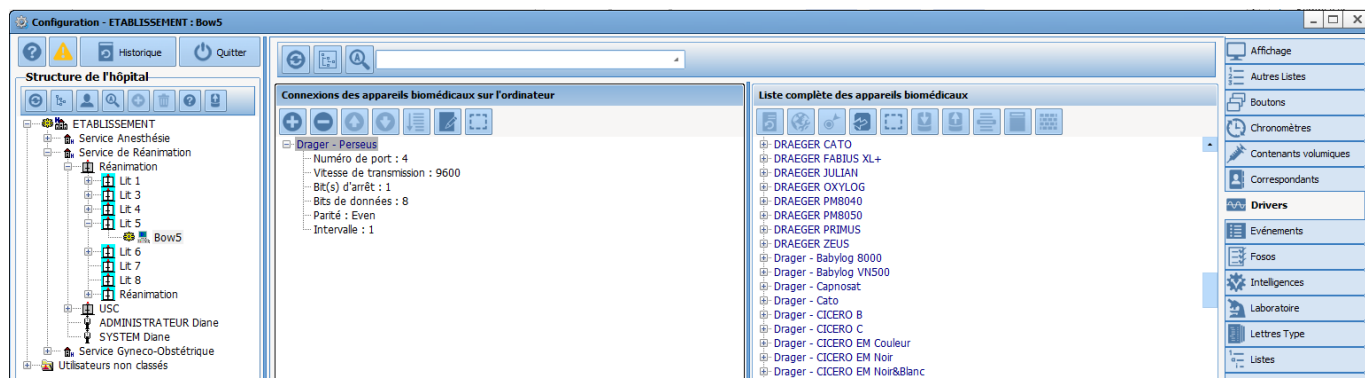 Configuration - ETABLISSEMENT : Bow5
Historique
Quitter
Structure de l'hôpital
ETABLISSEMENT
Service Anesthésie
Service de Réanimation
Réanimation
Lit 1
Lit 3
Lit 4
Lit 5
Bow5
Lit 6
Lit 7
Lit 8
Réanimation
USC
ADMINISTRATEUR Diane
SYSTEM Diane
Service Gyneco-Obstétrique
Utilisateurs non classés
Connexions des appareils biomédicaux sur l'ordinateur
Drager - Perseus
Numéro de port : 4
Vitesse de transmission : 9600
Bit(s) d'arrêt : 1
Bits de données : 8
Parité : Even
Intervalle : 1
Liste complète des appareils biomédicaux
DRAEGER CATO
DRAEGER FABIUS XL+
DRAEGER JULIAN
DRAEGER OXYLOG
DRAEGER PM8040
DRAEGER PM8050
DRAEGER PRIMUS
DRAEGER ZEUS
Drager - Babylog 8000
Drager - Babylog VN500
Drager - Capnosat
Drager - Cato
Drager - CICERO B
Drager - CICERO C
Drager - CICERO EM Couleur
Drager - CICERO EM Noir
Drager - CICERO EM Noir&Blanc
Affichage
Autres Listes
Boutons
Chronomètres
Contenants volumiques
Correspondants
Drivers
Evénements
Fosos
Intelligences
Laboratoire
Lettres Type
Listes